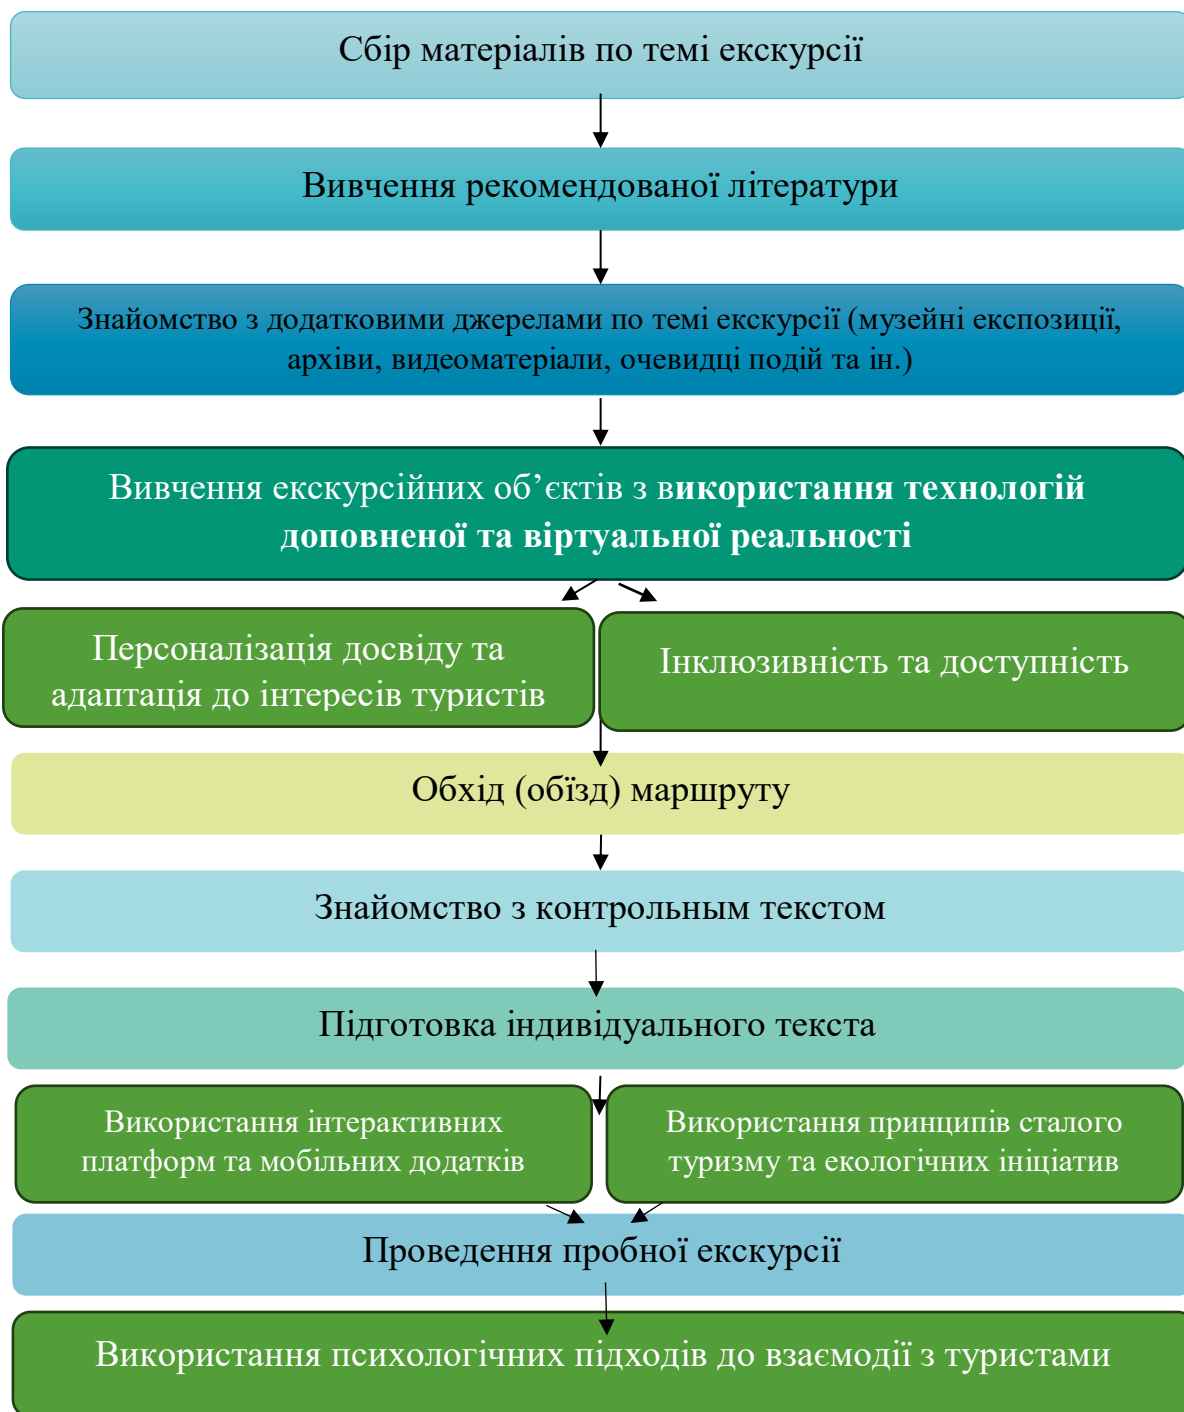 Сбір матеріалів по темі екскурсії
Вивчення рекомендованої літератури
Знайомство з додатковими джерелами по темі екскурсії (музейні експозиції,
архіви, видеоматеріали, очевидці подій та ін.)
Вивчення екскурсійних об’єктів з використання технологій
доповненої та віртуальної реальності
Персоналізація досвіду та
адаптація до інтересів туристів
Інклюзивність та доступність
Обхід (обїзд) маршруту
Знайомство з контрольным текстом
Підготовка індивідуального текста
Використання інтерактивних
платформ та мобільних додатків
Використання принципів сталого
туризму та екологічних ініціатив
Проведення пробної екскурсії
Використання психологічних підходів до взаємодії з туристами